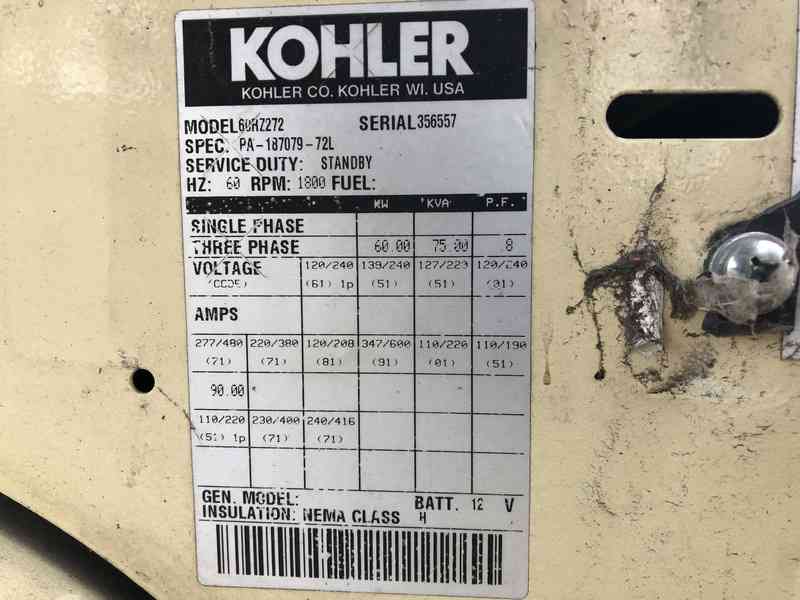 KOHLER
KOHLER CO. KOHLER WI. USA
MODEL 60RZ272 SERIAL 356557
SPEC. PA-187079-72L
SERVICE DUTY: STANDBY
HZ: 60 RPM: 1800 FUEL:
KW KVA P.F.
SINGLE PHASE
THREE PHASE 60.00 75.00 8
VOLTAGE 120/240 139/240 127/220 120/240
(CODE) (61) 1p (51) (51) (01)
AMPS
277/480 220/380 120/208 347/600 110/220 110/190
(71) (71) (81) (91) (01) (51)
90.00
110/220 230/400 240/416
(51) 1p (71) (71)
GEN. MODEL: BATT. 12 V
INSULATION: NEMA CLASS H